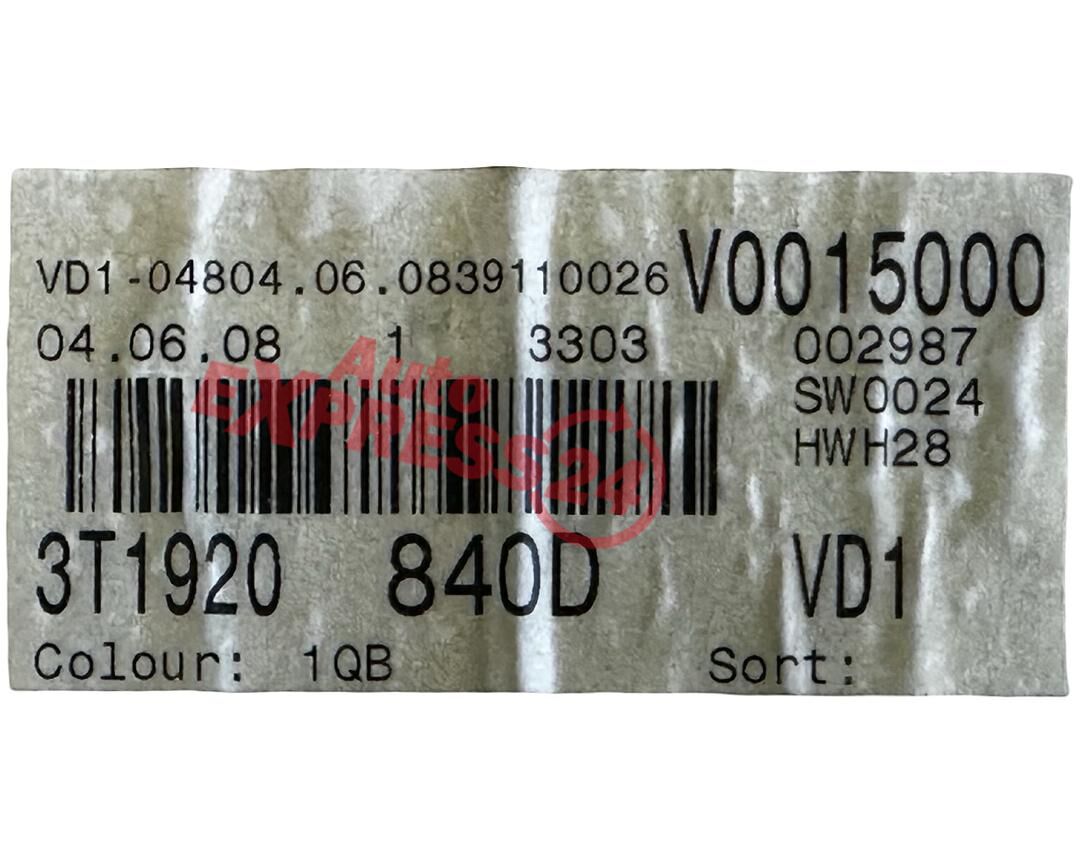 VD1-04804.06.0839110026 V0015000
04.06.08 1 3303 002987
SW0024
HWH28
Auto
EXPRESS24
3T1920 840D VD1
Colour: 1QB Sort: